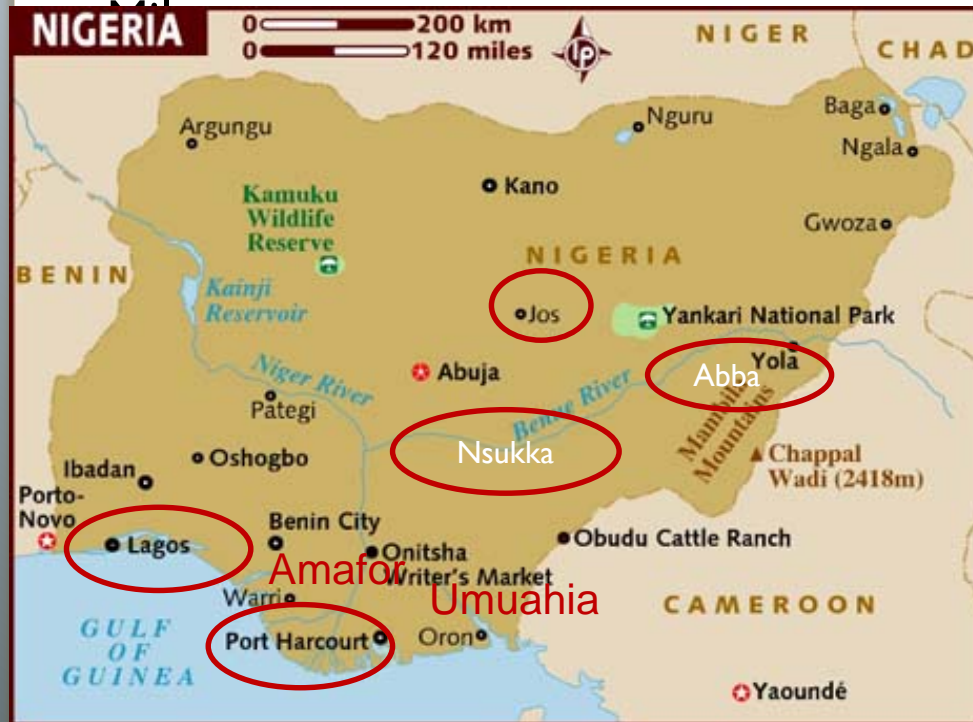 NIGERIA
0 200 km
0 120 miles
LP
NIGER
CHAD
Argungu
Nguru
Baga
Ngala
Kano
Kamuku
Wildlife
Reserve
Gwoza
NIGERIA
BENIN
Kainji
Reservoir
Jos
Yankari National Park
Yola
Abba
Abuja
Niger River
Benue River
Pategi
Mambila
Mountains
Nsukka
Chappal
Wadi (2418m)
Oshogbo
Ibadan
Porto-
Novo
Lagos
Benin City
Onitsha
Writer's Market
Obudu Cattle Ranch
Amafor
Umuahia
Warri
CAMEROON
GULF
OF
GUINEA
Port Harcourt
Oron
Yaoundé